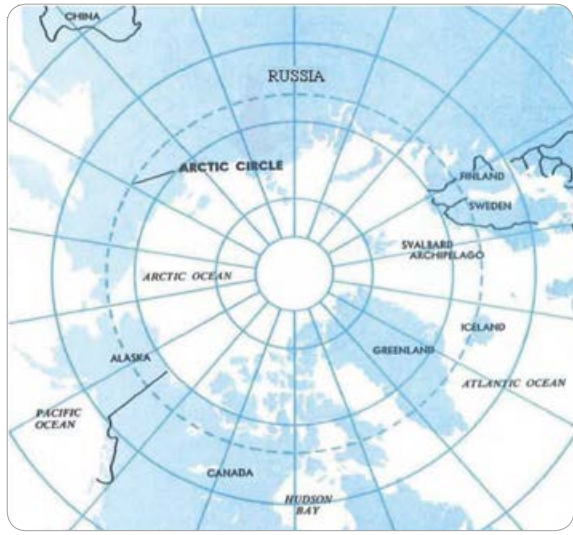 CHINA
RUSSIA
ARCTIC CIRCLE
FINLAND
SWEDEN
SVALBARD
ARCHIPELAGO
ARCTIC OCEAN
ICELAND
ALASKA
GREENLAND
ATLANTIC OCEAN
PACIFIC
OCEAN
CANADA
HUDSON
BAY